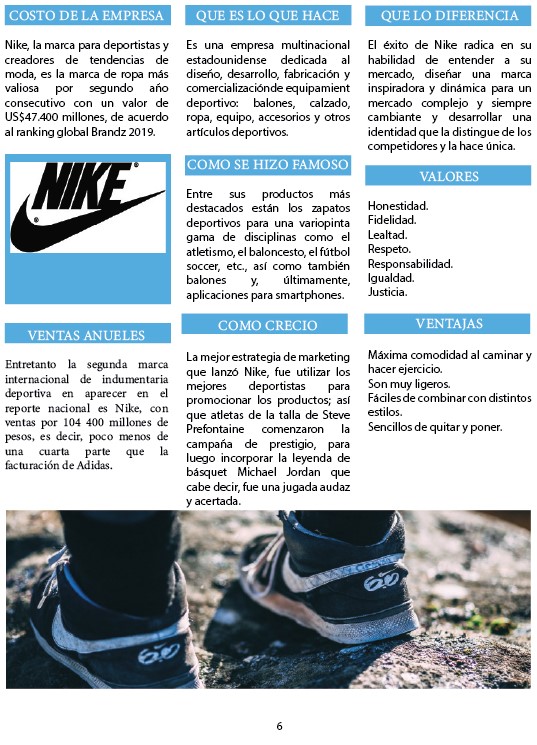 COSTO DE LA EMPRESA
Nike, la marca para deportistas y
creadores de tendencias de
moda, es la marca de ropa más
valiosa por segundo año
consecutivo con un valor de
US$47.400 millones, de acuerdo
al ranking global Brandz 2019.
NIKE
®
®
VENTAS ANUELES
Entretanto la segunda marca
internacional de indumentaria
deportiva en aparecer en el
reporte nacional es Nike, con
ventas por 104 400 millones de
pesos, es decir, poco menos de
una cuarta parte que la
facturación de Adidas.
QUE ES LO QUE HACE
Es una empresa multinacional
estadounidense dedicada al
diseño, desarrollo, fabricación y
comercializaciónde equipamient
deportivo: balones, calzado,
ropa, equipo, accesorios y otros
artículos deportivos.
COMO SE HIZO FAMOSO
Entre sus productos más
destacados están los zapatos
deportivos para una variopinta
gama de disciplinas como el
atletismo, el baloncesto, el fútbol
soccer, etc., así como también
balones y, últimamente,
aplicaciones para smartphones.
COMO CRECIO
La mejor estrategia de marketing
que lanzó Nike, fue utilizar los
mejores deportistas para
promocionar los productos; así
que atletas de la talla de Steve
Prefontaine comenzaron la
campaña de prestigio, para
luego incorporar la leyenda de
básquet Michael Jordan que
cabe decir, fue una jugada audaz
y acertada.
QUE LO DIFERENCIA
El éxito de Nike radica en su
habilidad de entender a su
mercado, diseñar una marca
inspiradora y dinámica para un
mercado complejo y siempre
cambiante y desarrollar una
identidad que la distingue de los
competidores y la hace única.
VALORES
Honestidad.
Fidelidad.
Lealtad.
Respeto.
Responsabilidad.
Igualdad.
Justicia.
VENTAJAS
Máxima comodidad al caminar y
hacer ejercicio.
Son muy ligeros.
Fáciles de combinar con distintos
estilos.
Sencillos de quitar y poner.
6.0
6.0
6